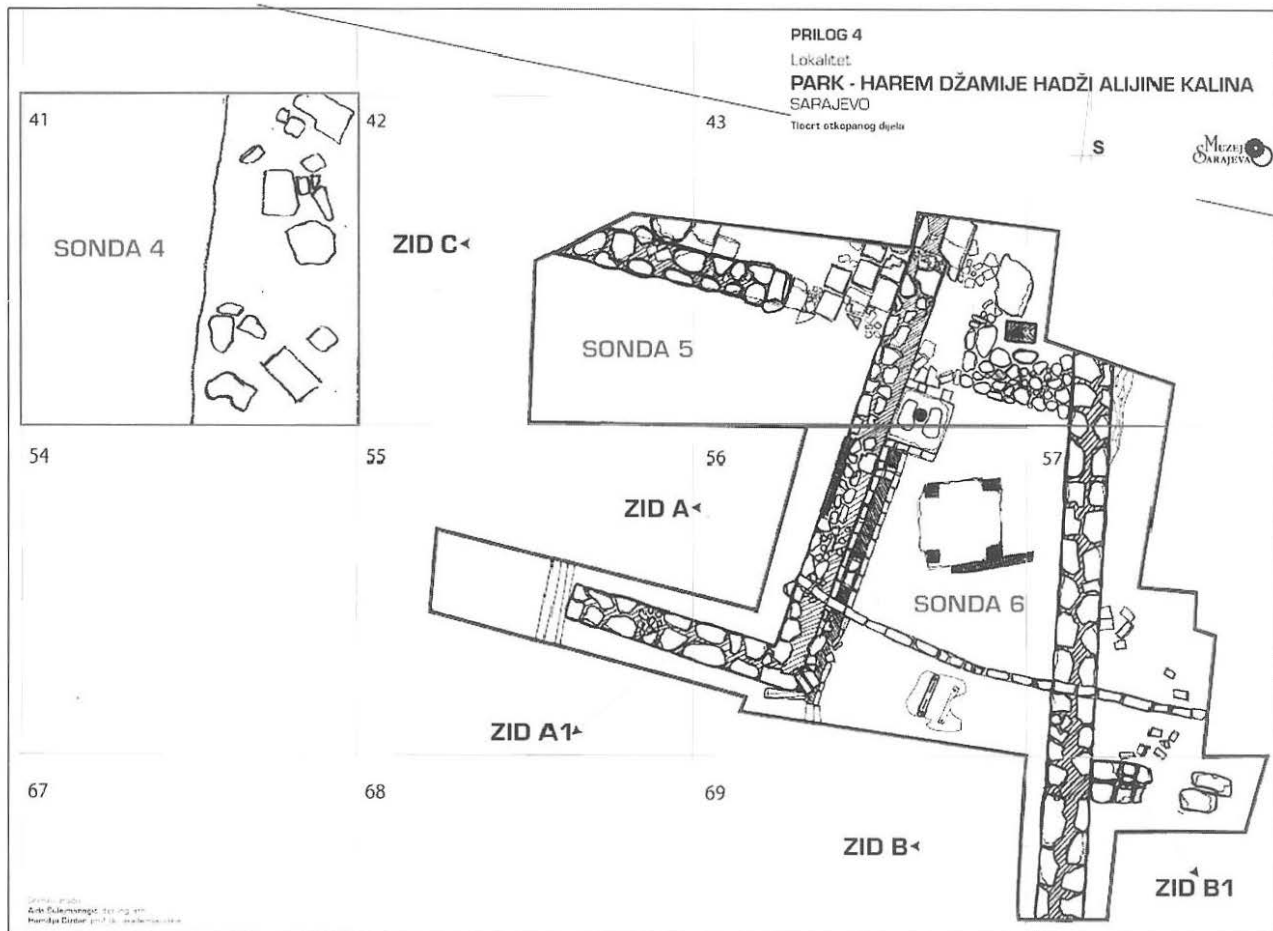 PRILOG 4
Lokalitet
PARK - HAREM DŽAMIJE HADŽI ALIJINE KALINA
SARAJEVO
Tlocrt otkopanog dijela
S
MUZEJ
SARAJEVA
41
42
43
SONDA 4
ZID C
SONDA 5
54
55
56
57
ZID A
SONDA 6
ZID A1
67
68
69
ZID B
ZID B1